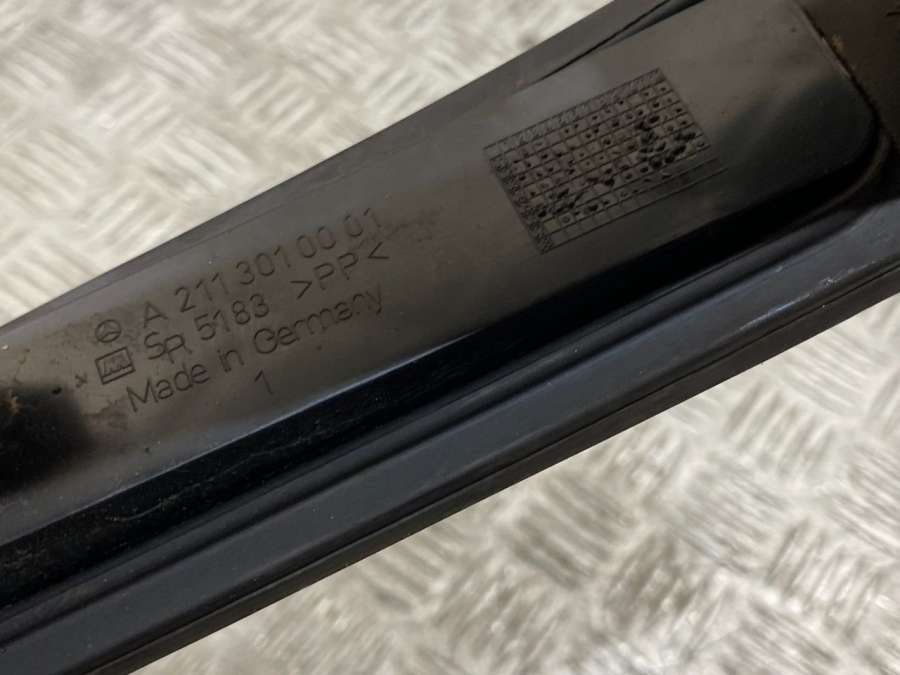 A 211 301 00 01
SR 5183 >PP<
Made in Germany
1